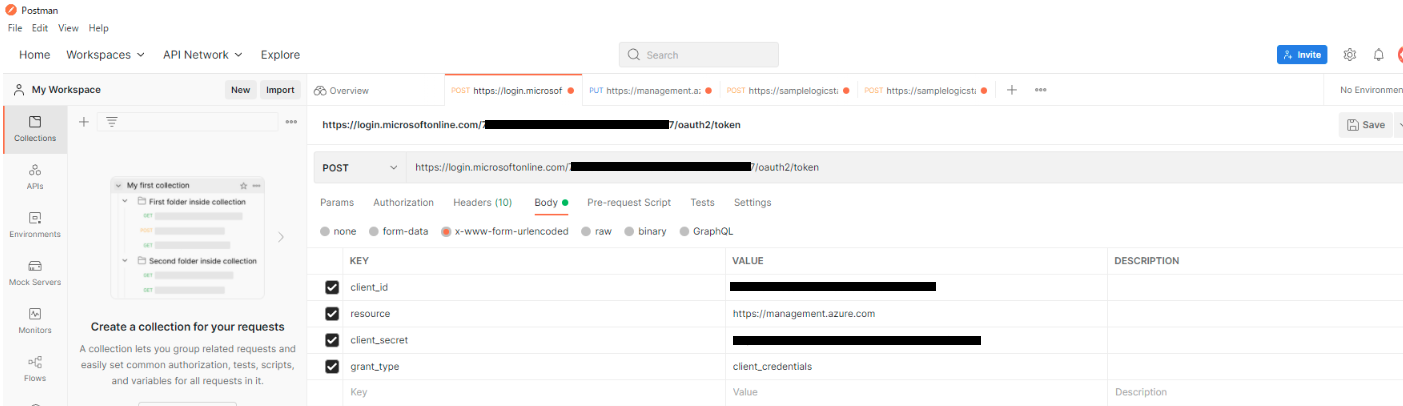 Postman
File Edit View Help
Home Workspaces API Network Explore Search Invite
My Workspace New Import Overview POST https://login.microsof PUT https://management.az POST https://samplelogicsta POST https://samplelogicsta No Environmen
Collections
https://login.microsoftonline.com/7 7/oauth2/token Save
POST https://login.microsoftonline.com/7 7/oauth2/token
APIs
My first collection
First folder inside collection
GET
POST
GET
Second folder inside collection
GET
GET
Params Authorization Headers (10) Body Pre-request Script Tests Settings
Environments
none form-data x-www-form-urlencoded raw binary GraphQL
KEY VALUE DESCRIPTION
Mock Servers
client_id
resource https://management.azure.com
Monitors
Create a collection for your requests
client_secret
A collection lets you group related requests and
easily set common authorization, tests, scripts,
and variables for all requests in it.
grant_type client_credentials
Flows
Key Value Description